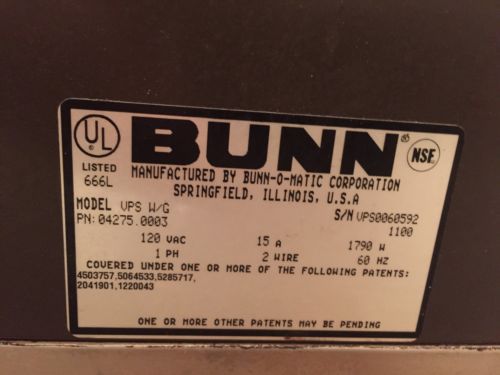 UL
LISTED
666L
BUNN®
NSE
MANUFACTURED BY BUNN-O-MATIC CORPORATION
SPRINGFIELD, ILLINOIS, U.S.A
MODEL VPS W/G
S/N VPS0060592
PN: 04275.0003
1100
120 VAC 15 A 1790 W
1 PH 2 WIRE 60 HZ
COVERED UNDER ONE OR MORE OF THE FOLLOWING PATENTS:
4503757,5064533,5285717,
2041901,1220043
ONE OR MORE OTHER PATENTS MAY BE PENDING